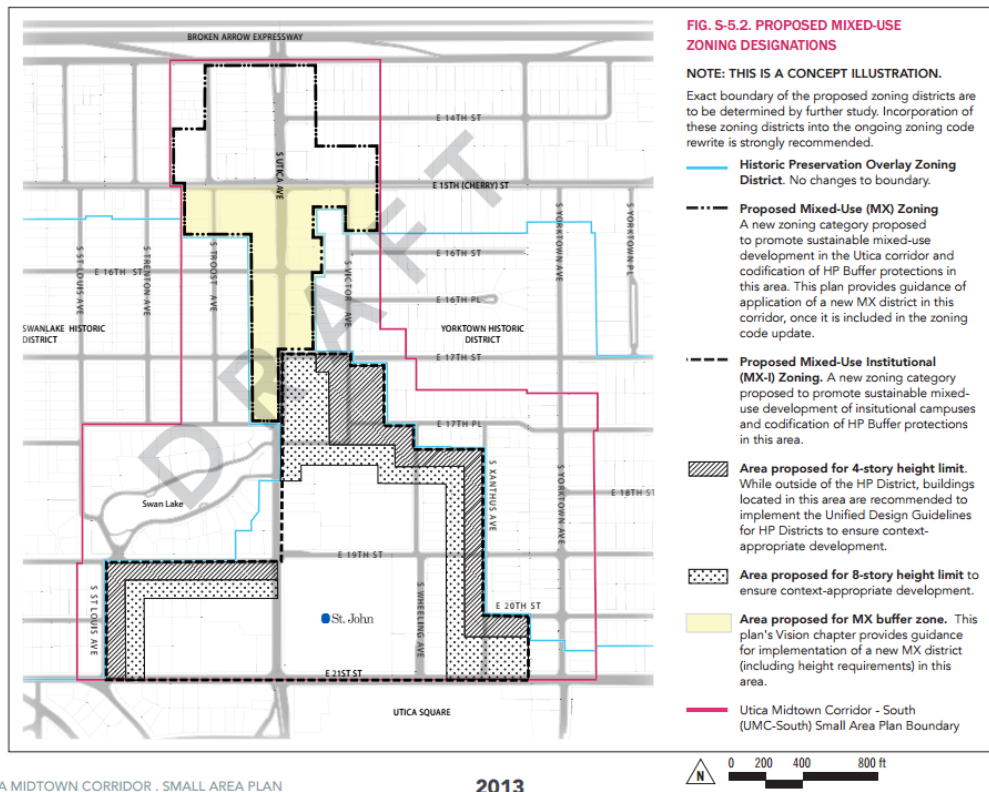 BROKEN ARROW EXPRESSWAY
E 14TH ST
S UTICA AVE
E 15TH (CHERRY) ST
S ST LOUIS AVE
S TRENTON AVE
S TROOST AVE
S VICTOR AVE
S YORKTOWN AVE
S YORKTOWN PL
E 16TH ST
E 16TH ST
E 16TH PL
SWANLAKE HISTORIC
DISTRICT
YORKTOWN HISTORIC
DISTRICT
E 17TH ST
E 17TH PL
DRAFT
Swan Lake
S XANTHUS AVE
S YORKTOWN AVE
E 18TH ST
E 19TH ST
S ST LOUIS AVE
S WHEELING AVE
E 20TH ST
St. John
E 21ST ST
UTICA SQUARE
FIG. S-5.2. PROPOSED MIXED-USE
ZONING DESIGNATIONS
NOTE: THIS IS A CONCEPT ILLUSTRATION.
Exact boundary of the proposed zoning districts are
to be determined by further study. Incorporation of
these zoning districts into the ongoing zoning code
rewrite is strongly recommended.
Historic Preservation Overlay Zoning
District. No changes to boundary.
Proposed Mixed-Use (MX) Zoning
A new zoning category proposed
to promote sustainable mixed-use
development in the Utica corridor and
codification of HP Buffer protections in
this area. This plan provides guidance of
application of a new MX district in this
corridor, once it is included in the zoning
code update.
Proposed Mixed-Use Institutional
(MX-I) Zoning. A new zoning category
proposed to promote sustainable mixed-
use development of insitutional campuses
and codification of HP Buffer protections
in this area.
Area proposed for 4-story height limit.
While outside of the HP District, buildings
located in this area are recommended to
implement the Unified Design Guidelines
for HP Districts to ensure context-
appropriate development.
Area proposed for 8-story height limit to
ensure context-appropriate development.
Area proposed for MX buffer zone. This
plan's Vision chapter provides guidance
for implementation of a new MX district
(including height requirements) in this
area.
Utica Midtown Corridor - South
(UMC-South) Small Area Plan Boundary
N
0 200 400 800 ft
A MIDTOWN CORRIDOR . SMALL AREA PLAN
2013